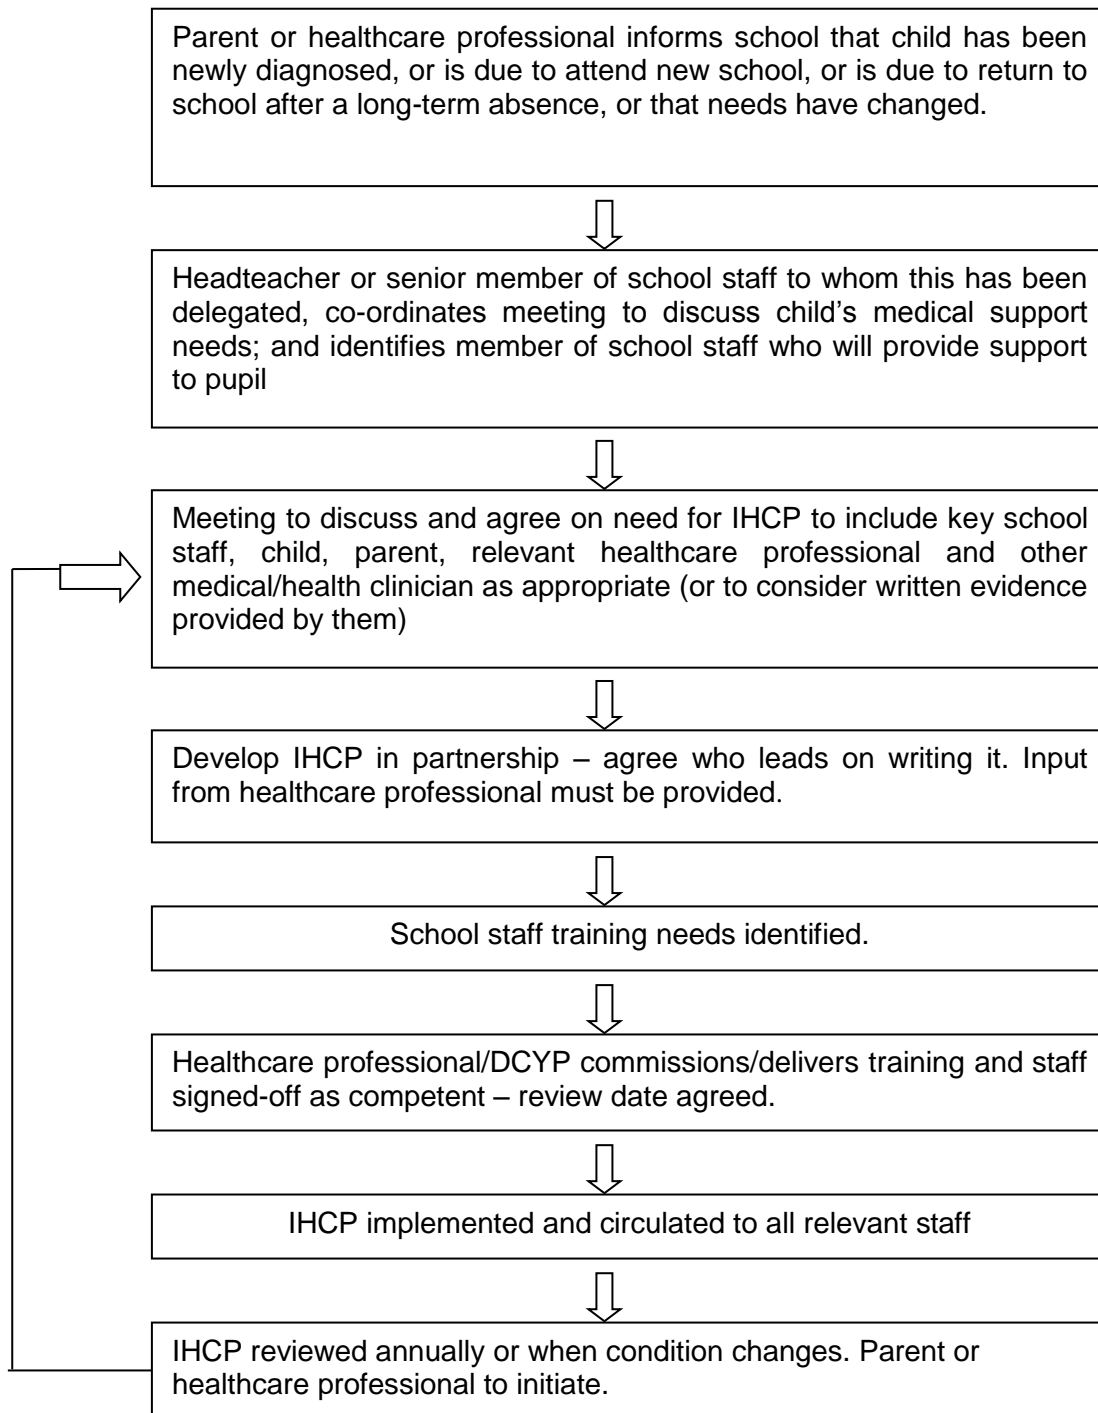 Parent or healthcare professional informs school that child has been
newly diagnosed, or is due to attend new school, or is due to return to
school after a long-term absence, or that needs have changed.
Headteacher or senior member of school staff to whom this has been
delegated, co-ordinates meeting to discuss child’s medical support
needs; and identifies member of school staff who will provide support
to pupil
Meeting to discuss and agree on need for IHCP to include key school
staff, child, parent, relevant healthcare professional and other
medical/health clinician as appropriate (or to consider written evidence
provided by them)
Develop IHCP in partnership – agree who leads on writing it. Input
from healthcare professional must be provided.
School staff training needs identified.
Healthcare professional/DCYP commissions/delivers training and staff
signed-off as competent – review date agreed.
IHCP implemented and circulated to all relevant staff
IHCP reviewed annually or when condition changes. Parent or
healthcare professional to initiate.